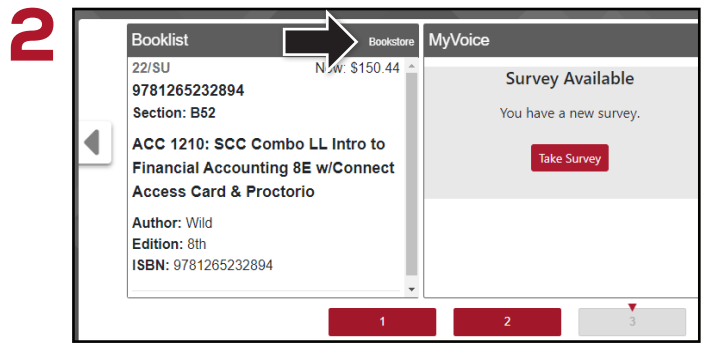 2
Booklist
Bookstore
22/SU
Now: $150.44
9781265232894
Section: B52
ACC 1210: SCC Combo LL Intro to
Financial Accounting 8E w/Connect
Access Card & Proctorio
Author: Wild
Edition: 8th
ISBN: 9781265232894
MyVoice
Survey Available
You have a new survey.
Take Survey
1
2
3